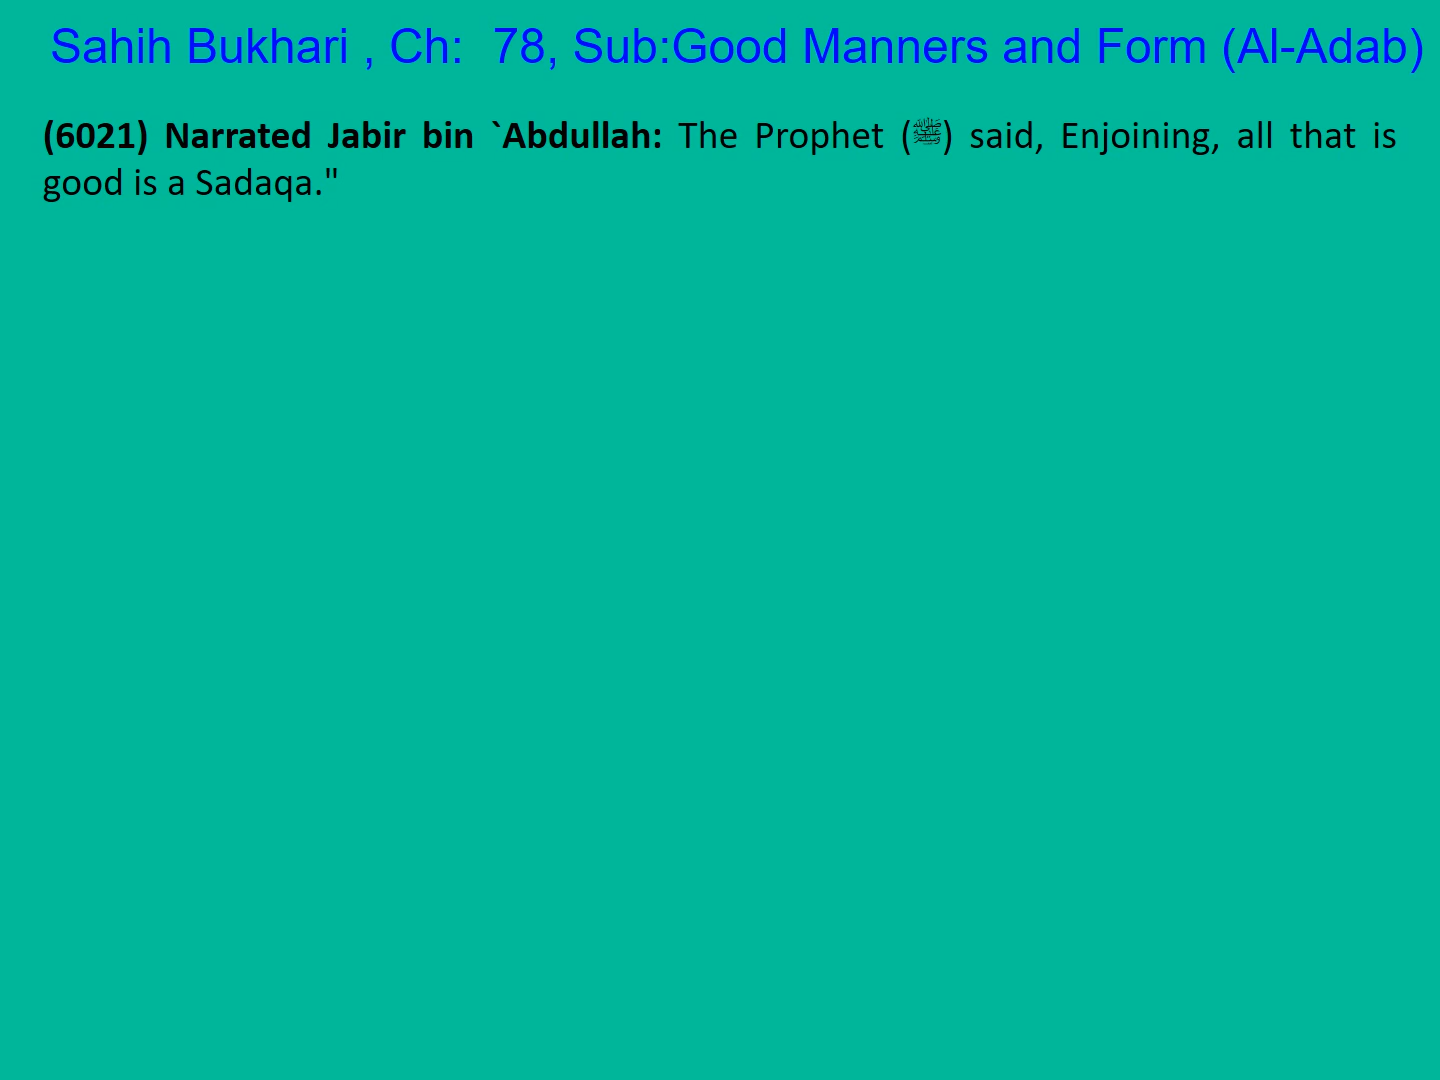 Sahih Bukhari , Ch:  78, Sub:Good Manners and Form (Al-Adab)
(6021) Narrated Jabir bin `Abdullah: The Prophet (ﷺ) said, Enjoining, all that is
good is a Sadaqa."